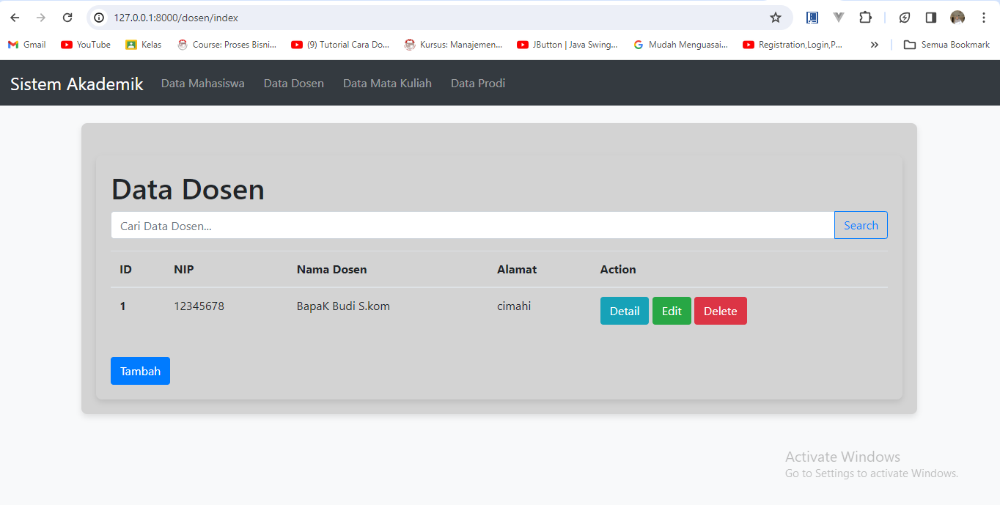 127.0.0.1:8000/dosen/index
Gmail YouTube Kelas Course: Proses Bisni... (9) Tutorial Cara Do... Kursus: Manajemen... JButton | Java Swing... Mudah Menguasai... Registration,Login,P... » Semua Bookmark
Sistem Akademik Data Mahasiswa Data Dosen Data Mata Kuliah Data Prodi
Data Dosen
Cari Data Dosen... Search
ID NIP Nama Dosen Alamat Action
1 12345678 BapaK Budi S.kom cimahi Detail Edit Delete
Tambah
Activate Windows
Go to Settings to activate Windows.